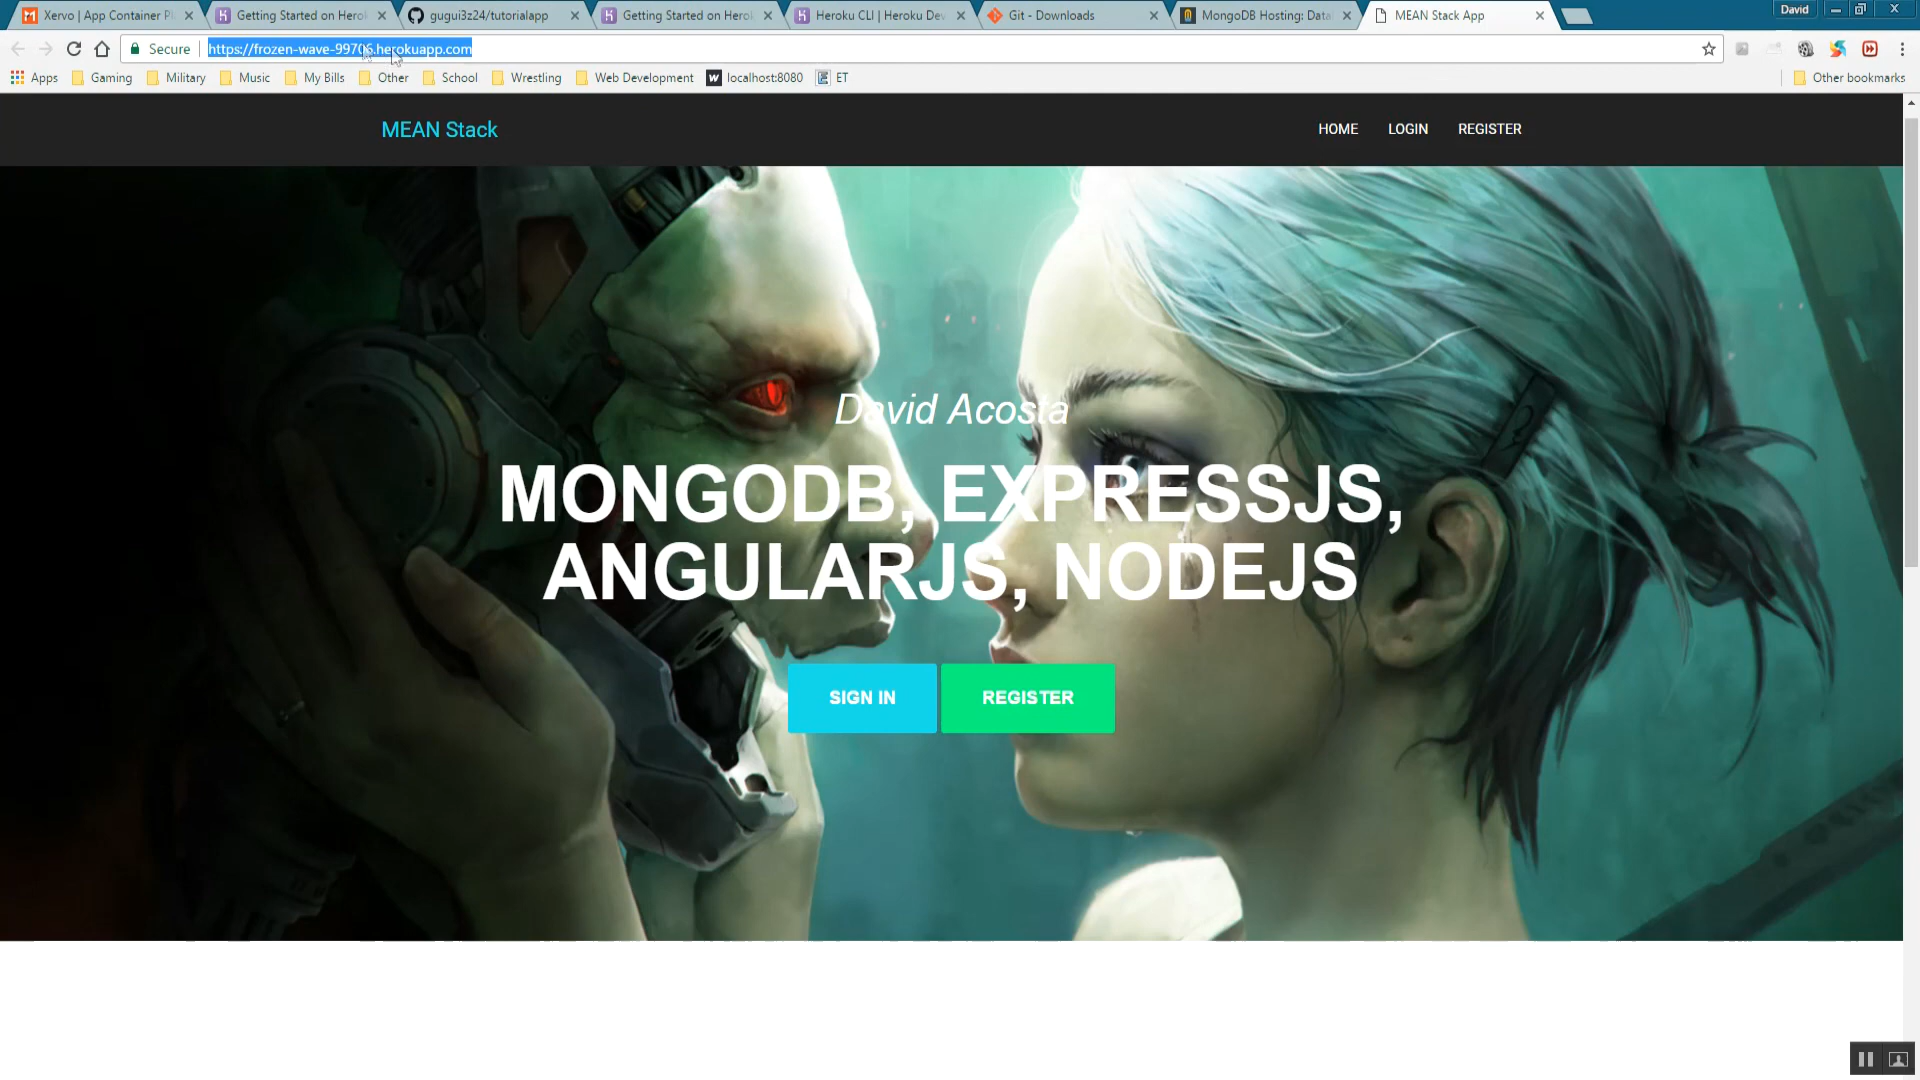 Xervo | App Container Pl
Getting Started on Herok
gugui3z24/tutorialapp
Getting Started on Herok
Heroku CLI | Heroku Dev
Git - Downloads
MongoDB Hosting: Data
MEAN Stack App
David
Secure
https://frozen-wave-99706.herokuapp.com
Apps
Gaming
Military
Music
My Bills
Other
School
Wrestling
Web Development
localhost:8080
ET
Other bookmarks
MEAN Stack
HOME
LOGIN
REGISTER
David Acosta
MONGODB, EXPRESSJS,
ANGULARJS, NODEJS
SIGN IN
REGISTER